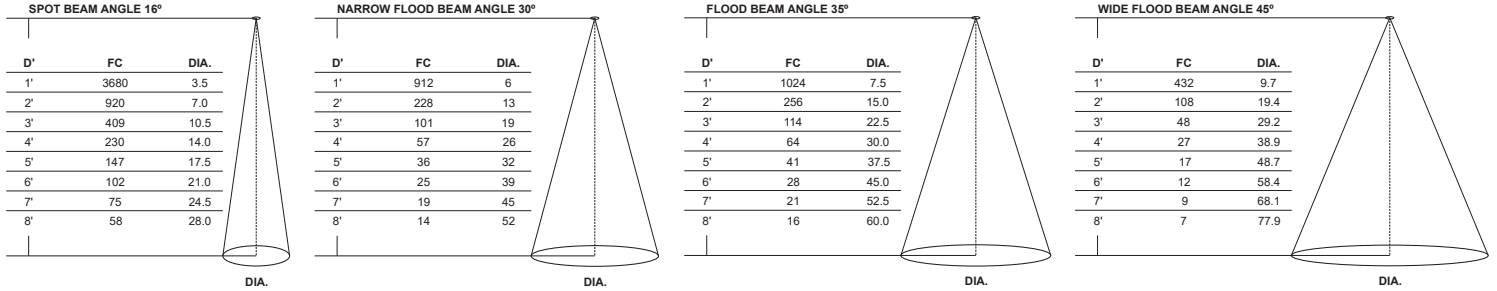 SPOT BEAM ANGLE 16º
D' FC DIA.
1' 3680 3.5
2' 920 7.0
3' 409 10.5
4' 230 14.0
5' 147 17.5
6' 102 21.0
7' 75 24.5
8' 58 28.0
DIA.
NARROW FLOOD BEAM ANGLE 30º
D' FC DIA.
1' 912 6
2' 228 13
3' 101 19
4' 57 26
5' 36 32
6' 25 39
7' 19 45
8' 14 52
DIA.
FLOOD BEAM ANGLE 35º
D' FC DIA.
1' 1024 7.5
2' 256 15.0
3' 114 22.5
4' 64 30.0
5' 41 37.5
6' 28 45.0
7' 21 52.5
8' 16 60.0
DIA.
WIDE FLOOD BEAM ANGLE 45º
D' FC DIA.
1' 432 9.7
2' 108 19.4
3' 48 29.2
4' 27 38.9
5' 17 48.7
6' 12 58.4
7' 9 68.1
8' 7 77.9
DIA.